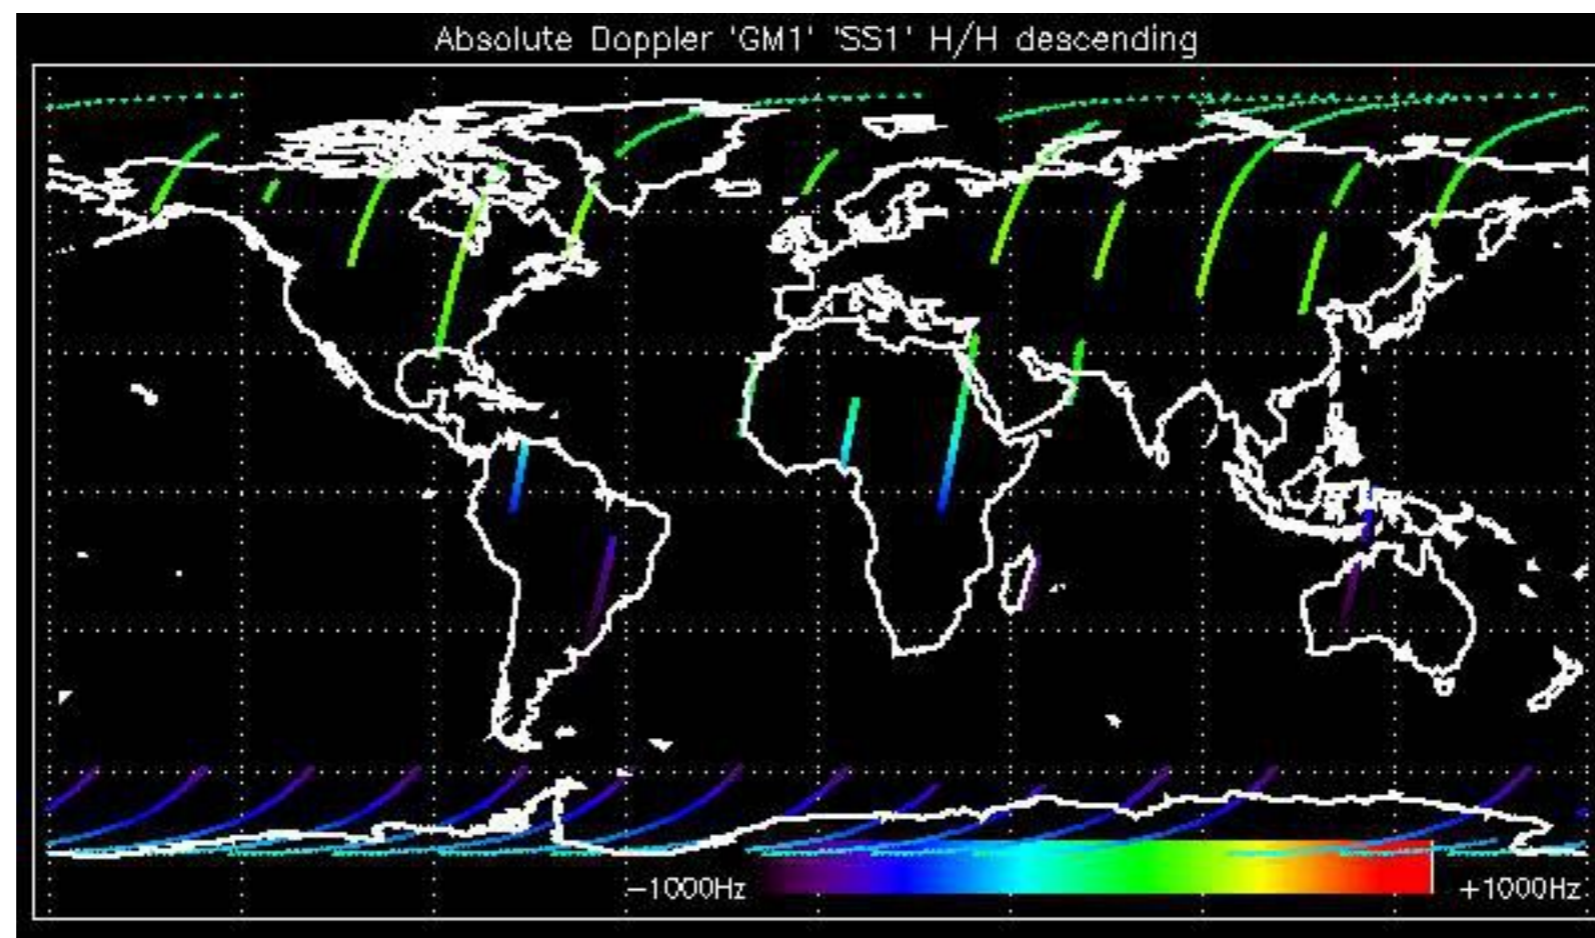 Absolute Doppler 'GM1' 'SS1' H/H descending
-1000Hz +1000Hz